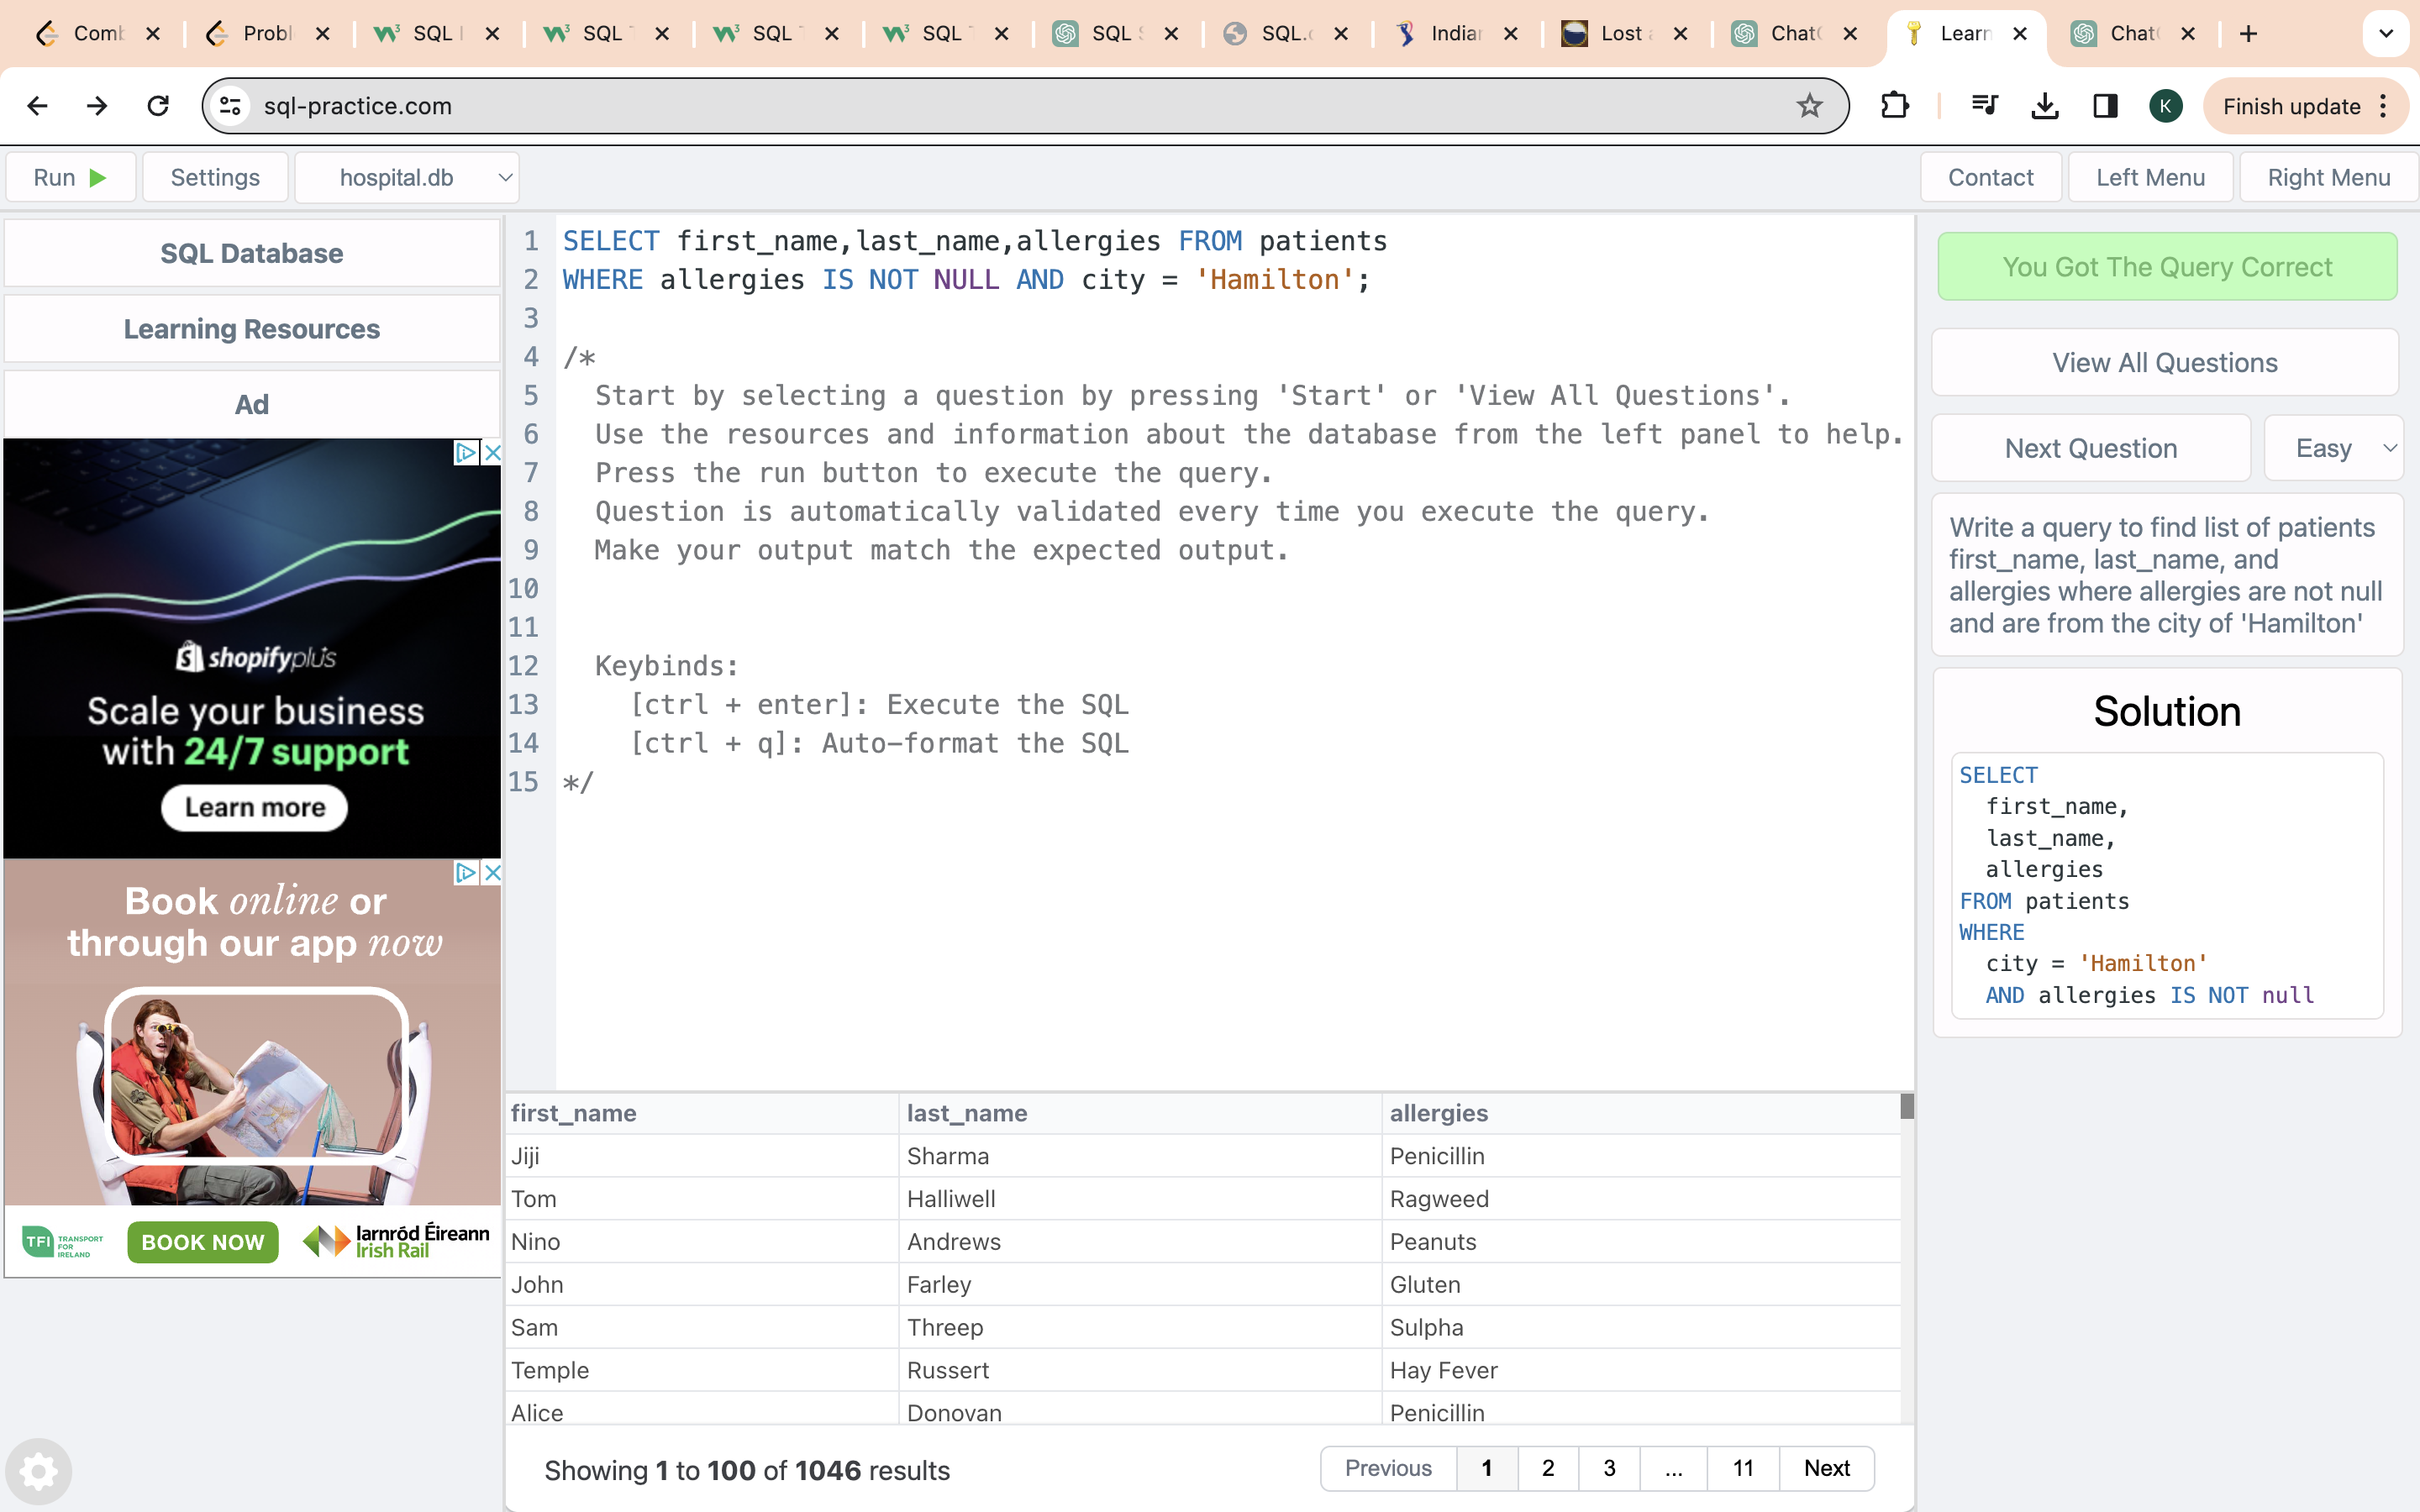 Comb
Probl
SQL
SQL
SQL
SQL
SQL
SQL.
Indian
Lost
Chat
Learn
Chat
sql-practice.com
K
Finish update
Run
Settings
hospital.db
Contact
Left Menu
Right Menu
SQL Database
Learning Resources
Ad
shopifyplus
Scale your business
with 24/7 support
Learn more
Book online or
through our app now
TFI TRANSPORT
FOR
IRELAND
BOOK NOW
Iarnród Éireann
Irish Rail
1 SELECT first_name,last_name,allergies FROM patients
2 WHERE allergies IS NOT NULL AND city = 'Hamilton';
3
4 /*
5 Start by selecting a question by pressing 'Start' or 'View All Questions'.
6 Use the resources and information about the database from the left panel to help.
7 Press the run button to execute the query.
8 Question is automatically validated every time you execute the query.
9 Make your output match the expected output.
10
11
12 Keybinds:
13 [ctrl + enter]: Execute the SQL
14 [ctrl + q]: Auto-format the SQL
15 */
first_name last_name allergies
Jiji Sharma Penicillin
Tom Halliwell Ragweed
Nino Andrews Peanuts
John Farley Gluten
Sam Threep Sulpha
Temple Russert Hay Fever
Alice Donovan Penicillin
Showing 1 to 100 of 1046 results
Previous 1 2 3 ... 11 Next
You Got The Query Correct
View All Questions
Next Question
Easy
Write a query to find list of patients
first_name, last_name, and
allergies where allergies are not null
and are from the city of 'Hamilton'
Solution
SELECT
first_name,
last_name,
allergies
FROM patients
WHERE
city = 'Hamilton'
AND allergies IS NOT null